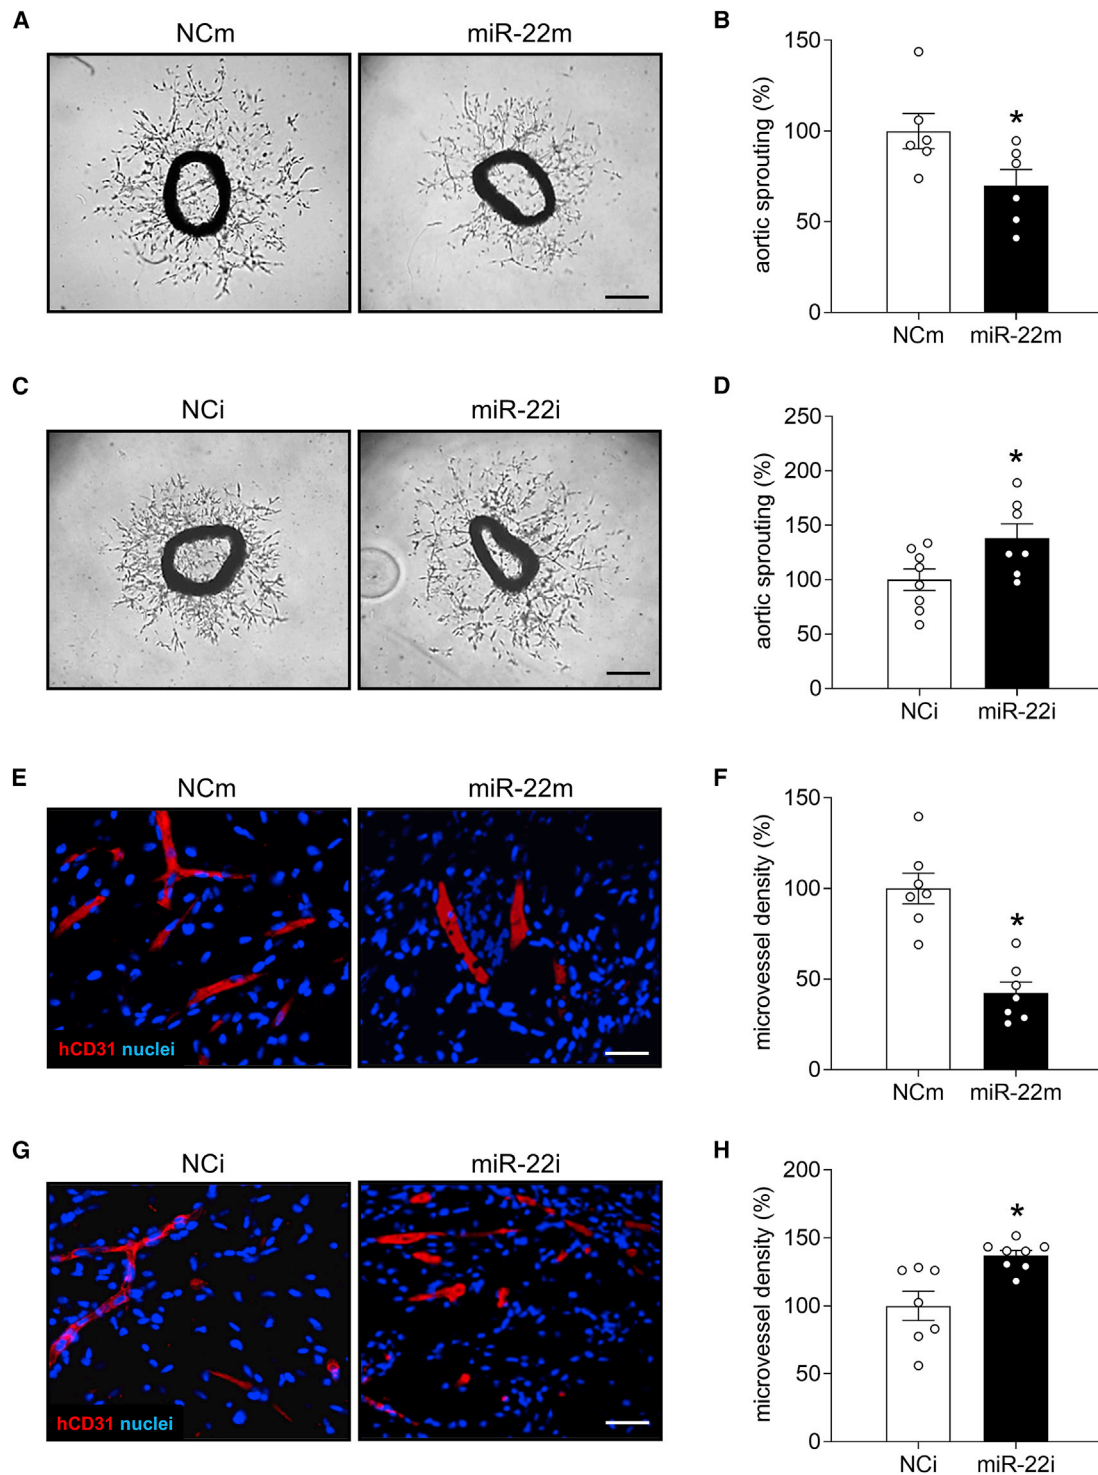 A
NCm
miR-22m
B
150
100
50
0
aortic sprouting (%)
*
NCm
miR-22m
C
NCi
miR-22i
D
250
200
150
100
50
0
aortic sprouting (%)
*
NCi
miR-22i
E
NCm
miR-22m
hCD31 nuclei
F
150
100
50
0
microvessel density (%)
*
NCm
miR-22m
G
NCi
miR-22i
hCD31 nuclei
H
200
150
100
50
0
microvessel density (%)
*
NCi
miR-22i